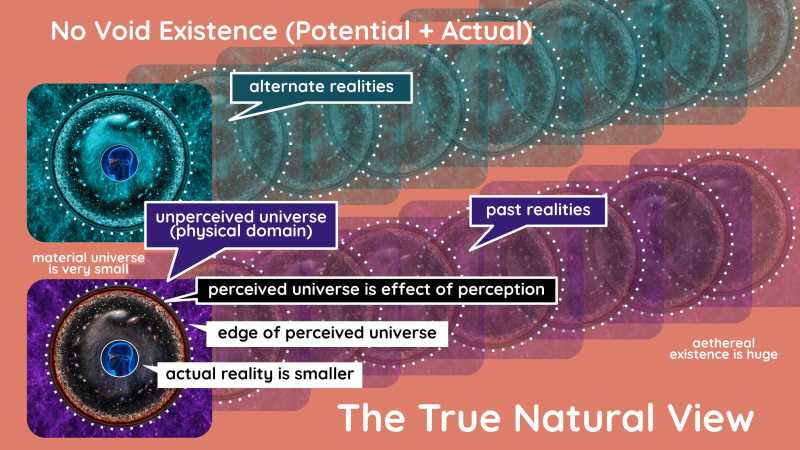 No Void Existence (Potential + Actual)
alternate realities
unperceived universe
(physical domain)
past realities
material universe
is very small
perceived universe is effect of perception
edge of perceived universe
aethereal
existence is huge
actual reality is smaller
The True Natural View